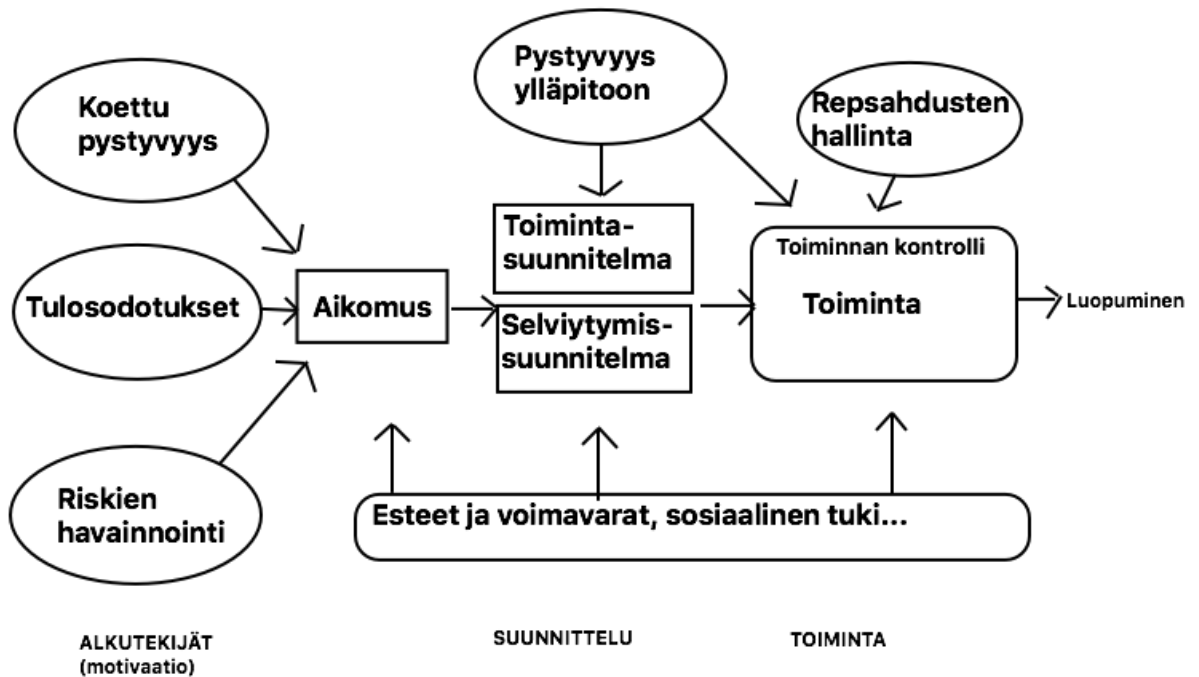 Koettu
pystyvyys
Tulosodotukset
Riskien
havainnointi
Aikomus
Pystyvyys
ylläpitoon
Toiminta-
suunnitelma
Selviytymis-
suunnitelma
Repsahdusten
hallinta
Toiminnan kontrolli
Toiminta
Luopuminen
Esteet ja voimavarat, sosiaalinen tuki...
ALKUTEKIJÄT
(motivaatio)
SUUNNITTELU
TOIMINTA